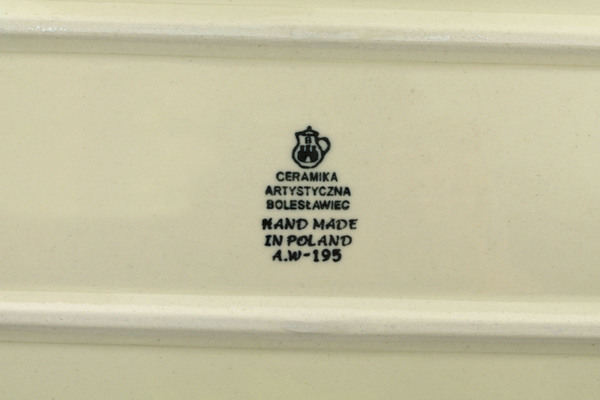 B
CERAMIKA
ARTYSTYCZNA
BOLESŁAWIEC
HAND MADE
IN POLAND
A.W-195